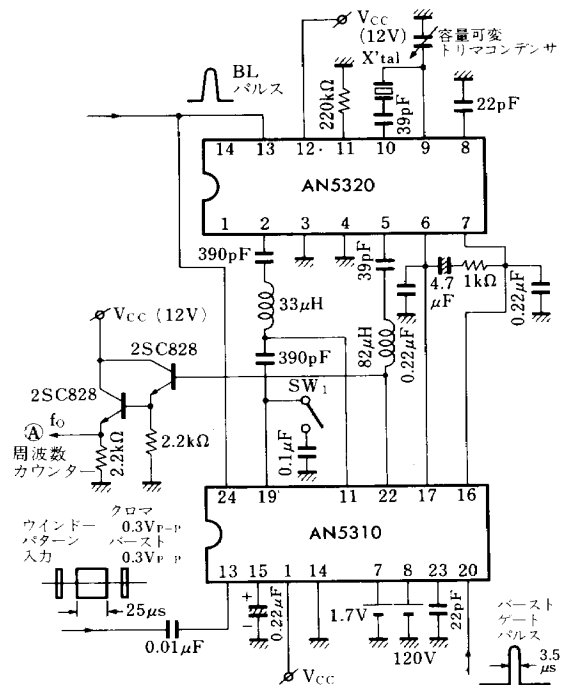 VCC
(12V)
容量可変
トリマコンデンサ
X'tal
BL
パルス
220kΩ
39pF
22pF
14 13 12 11 10 9 8
AN5320
1 2 3 4 5 6 7
390pF
39pF
4.7
μF
1kΩ
0.22μF
33μH
82μH
0.22μF
VCC (12V)
2SC828
390pF
2SC828
SW1
Ⓐ fO
周波数
カウンター
2.2kΩ
2.2kΩ
0.1μF
24 19 11 22 17 16
AN5310
クロマ
ウインドー 0.3VP-P
パターン バースト
入力 0.3VP-P
13 15 1 14 7 8 23 20
25μs
0.01μF
+
−
0.22μF
VCC
1.7V
120V
22pF
バースト
ゲート
パルス
3.5
μs